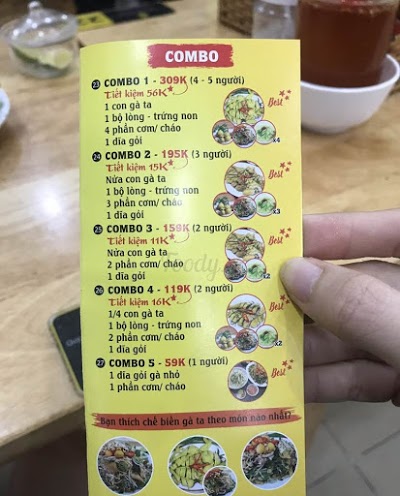 COMBO
23 COMBO 1 - 309K (4 - 5 người)
Tiết kiệm 56K
1 con gà ta
1 bộ lòng - trứng non
4 phần cơm/ cháo
1 dĩa gỏi
Best
x4
24 COMBO 2 - 195K (3 người)
Tiết kiệm 15K
Nửa con gà ta
1 bộ lòng - trứng non
3 phần cơm/ cháo
1 dĩa gỏi
Best
x3
25 COMBO 3 - 159K (2 người)
Tiết kiệm 11K
Nửa con gà ta
2 phần cơm/ cháo
1 dĩa gỏi
Best
x2
Foody
26 COMBO 4 - 119K (2 người)
Tiết kiệm 16K
1/4 con gà ta
1 bộ lòng - trứng non
2 phần cơm/ cháo
1 dĩa gỏi
Best
x2
27 COMBO 5 - 59K (1 người)
1 dĩa gỏi gà nhỏ
1 phần cơm/ cháo
Best
Bạn thích chế biến gà ta theo món nào nhất?